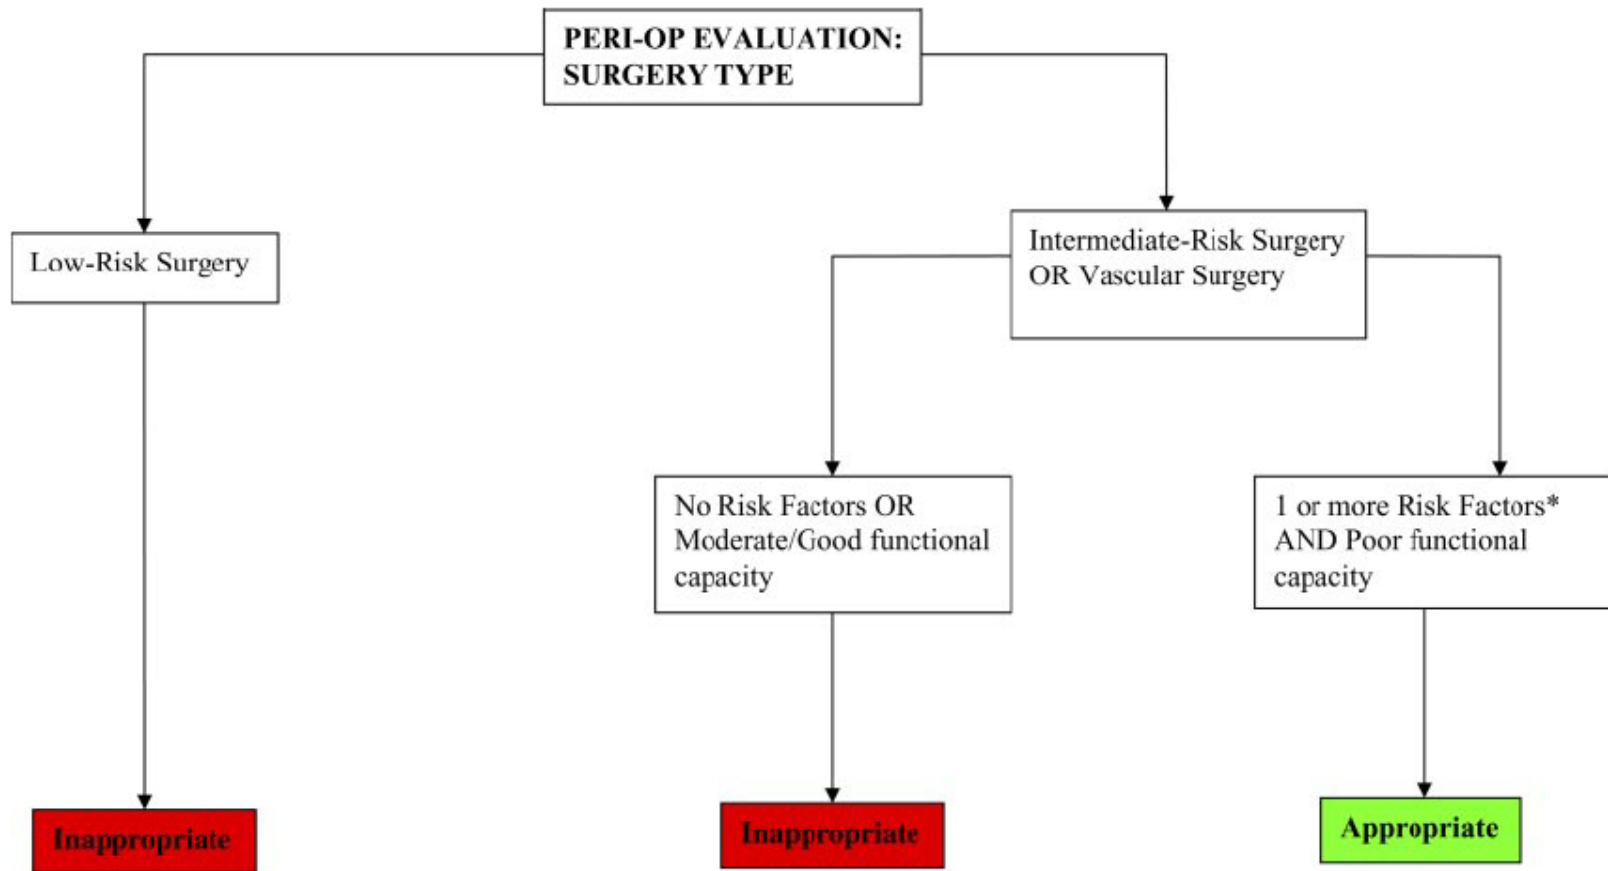 PERI-OP EVALUATION:
SURGERY TYPE
Low-Risk Surgery
Intermediate-Risk Surgery
OR Vascular Surgery
No Risk Factors OR
Moderate/Good functional
capacity
1 or more Risk Factors*
AND Poor functional
capacity
Inappropriate
Inappropriate
Appropriate